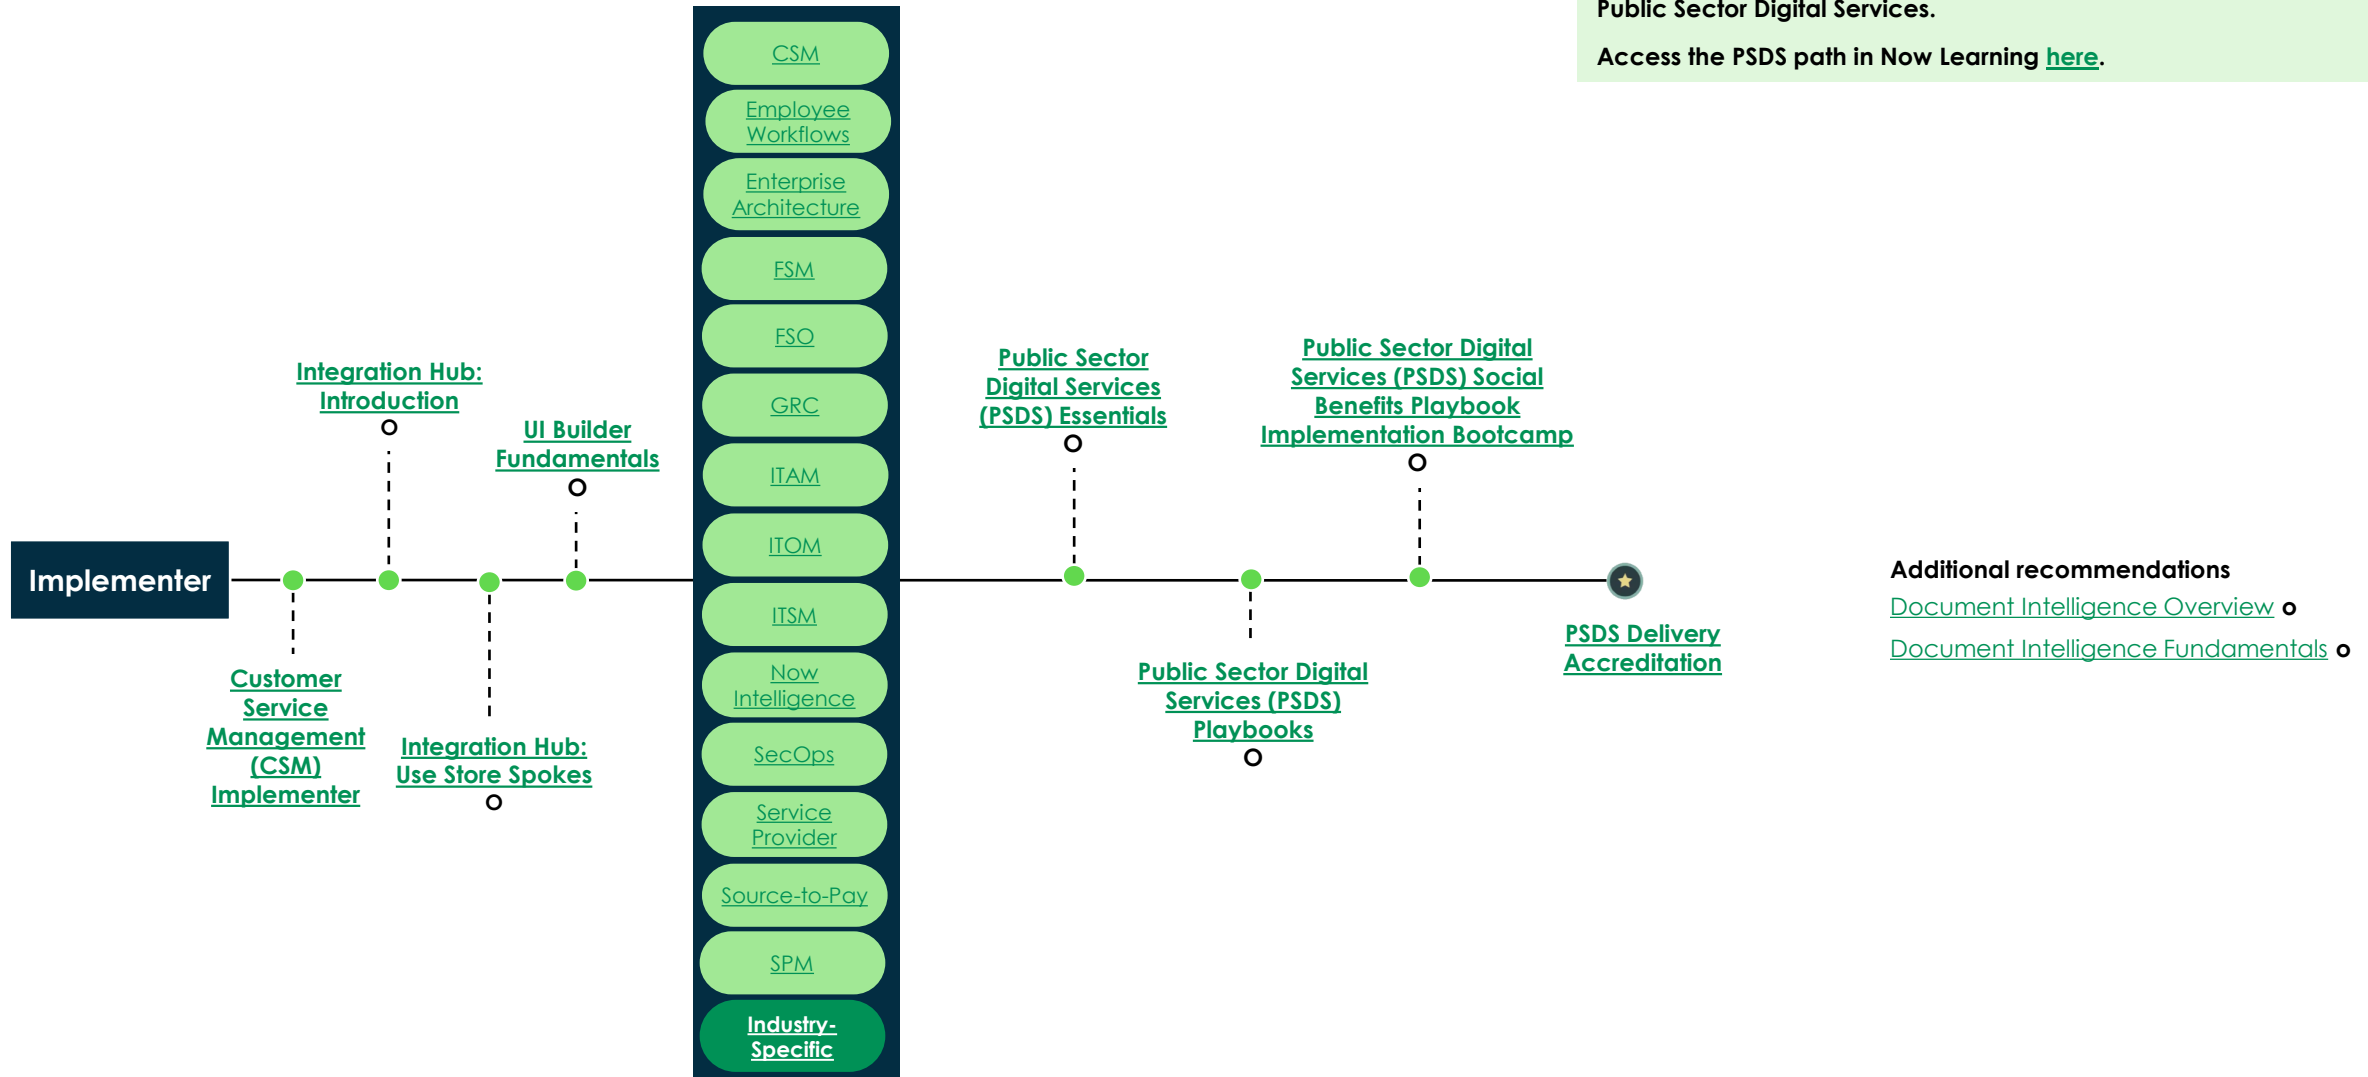 Public Sector Digital Services.
Access the PSDS path in Now Learning here.
CSM
Employee
Workflows
Enterprise
Architecture
FSM
FSO
GRC
ITAM
ITOM
ITSM
Now
Intelligence
SecOps
Service
Provider
Source-to-Pay
SPM
Industry-
Specific
Implementer
Customer
Service
Management
(CSM)
Implementer
Integration Hub:
Introduction
Integration Hub:
Use Store Spokes
UI Builder
Fundamentals
Public Sector
Digital Services
(PSDS) Essentials
Public Sector Digital
Services (PSDS)
Playbooks
Public Sector Digital
Services (PSDS) Social
Benefits Playbook
Implementation Bootcamp
PSDS Delivery
Accreditation
Additional recommendations
Document Intelligence Overview
Document Intelligence Fundamentals